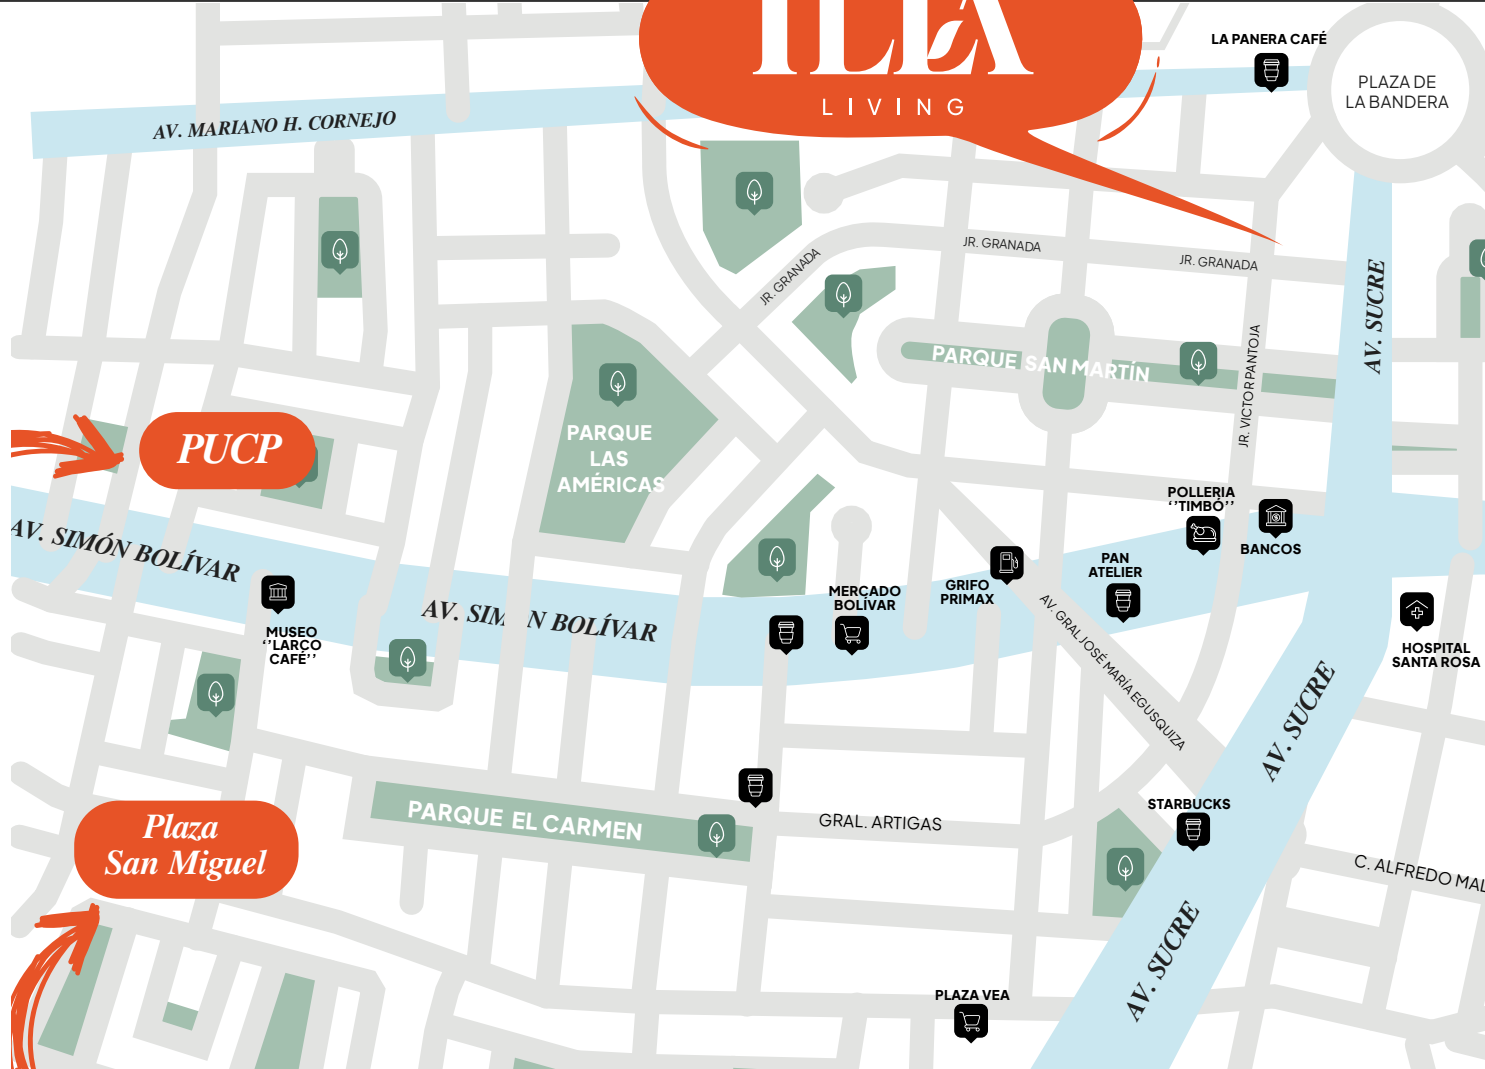 ILEA
LIVING
LA PANERA CAFÉ
PLAZA DE
LA BANDERA
AV. MARIANO H. CORNEJO
JR. GRANADA
JR. GRANADA
JR. GRANADA
AV. SUCRE
PARQUE SAN MARTÍN
JR. VICTOR PANTOJA
PUCP
PARQUE
LAS
AMÉRICAS
POLLERIA
‘’TIMBÓ’’
BANCOS
AV. SIMÓN BOLÍVAR
PAN
ATELIER
GRIFO
PRIMAX
MERCADO
BOLÍVAR
AV. SIMÓN BOLÍVAR
MUSEO
‘’LARCO
CAFÉ’’
AV. GRAL JOSÉ MARÍA EGUSQUIZA
HOSPITAL
SANTA ROSA
AV. SUCRE
PARQUE EL CARMEN
GRAL. ARTIGAS
STARBUCKS
Plaza
San Miguel
C. ALFREDO MAL
AV. SUCRE
PLAZA VEA